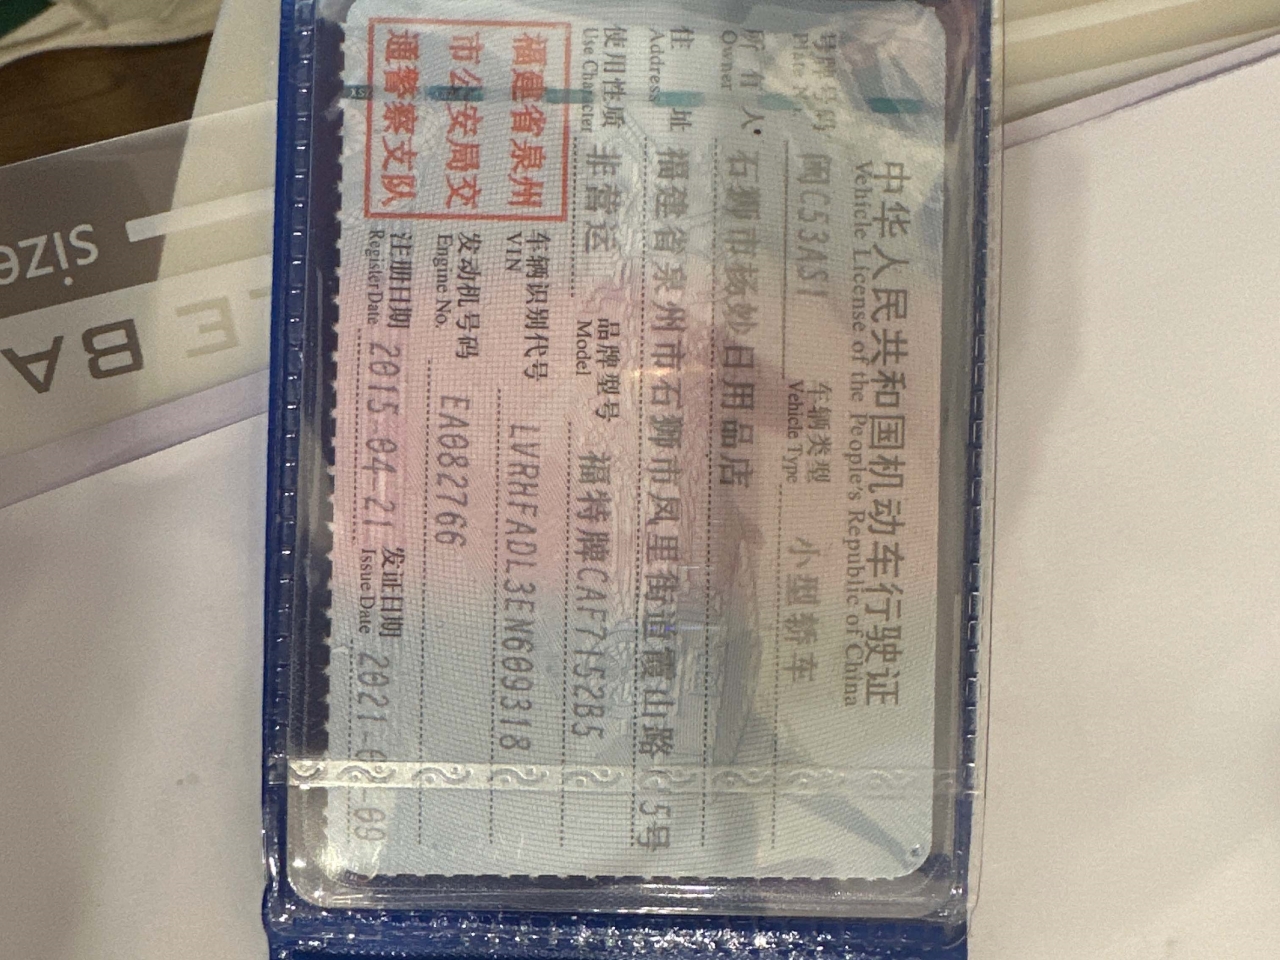 中华人民共和国机动车行驶证
Vehicle License of the People's Republic of China
号牌号码 闽C53AS1 车辆类型 小型轿车
Plate No. Vehicle Type
所有人 石狮市杨妙日用品店
Owner
住址 福建省泉州市石狮市凤里街道霞山路 5号
Address
使用性质 非营运 品牌型号 福特牌CAF7152B5
Use Character Model
福建省泉州
市公安局交
通警察支队
车辆识别代号 LVRHFADL3EN609318
VIN
发动机号码 EA082766
Engine No.
注册日期 2015-04-21 发证日期 2021-0 09
Register Date Issue Date
Size
BA